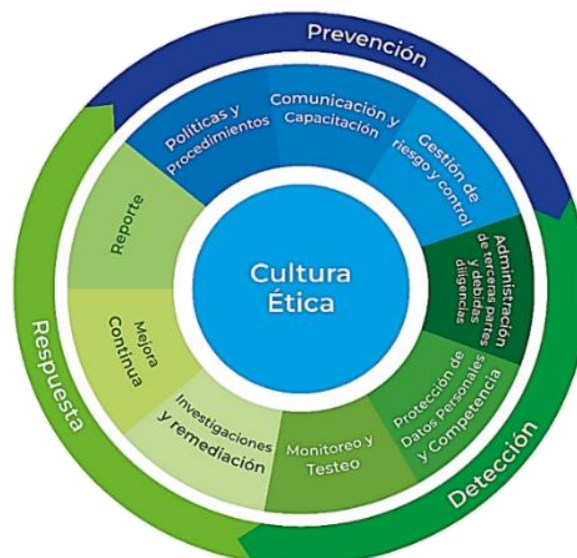 Prevención
Políticas y
Procedimientos
Comunicación y
Capacitación
Gestión de
riesgo y control
Administración
de terceras partes
y debidas
diligencias
Protección de
Datos Personales
y Competencia
Detección
Monitoreo y
Testeo
Investigaciones
y remediación
Mejora
Continua
Reporte
Respuesta
Cultura
Ética